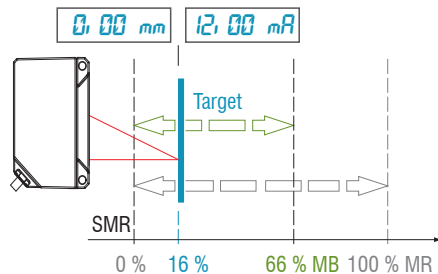 0,00 mm 12,00 mA
Target
SMR
0 % 16 % 66 % MB 100 % MR